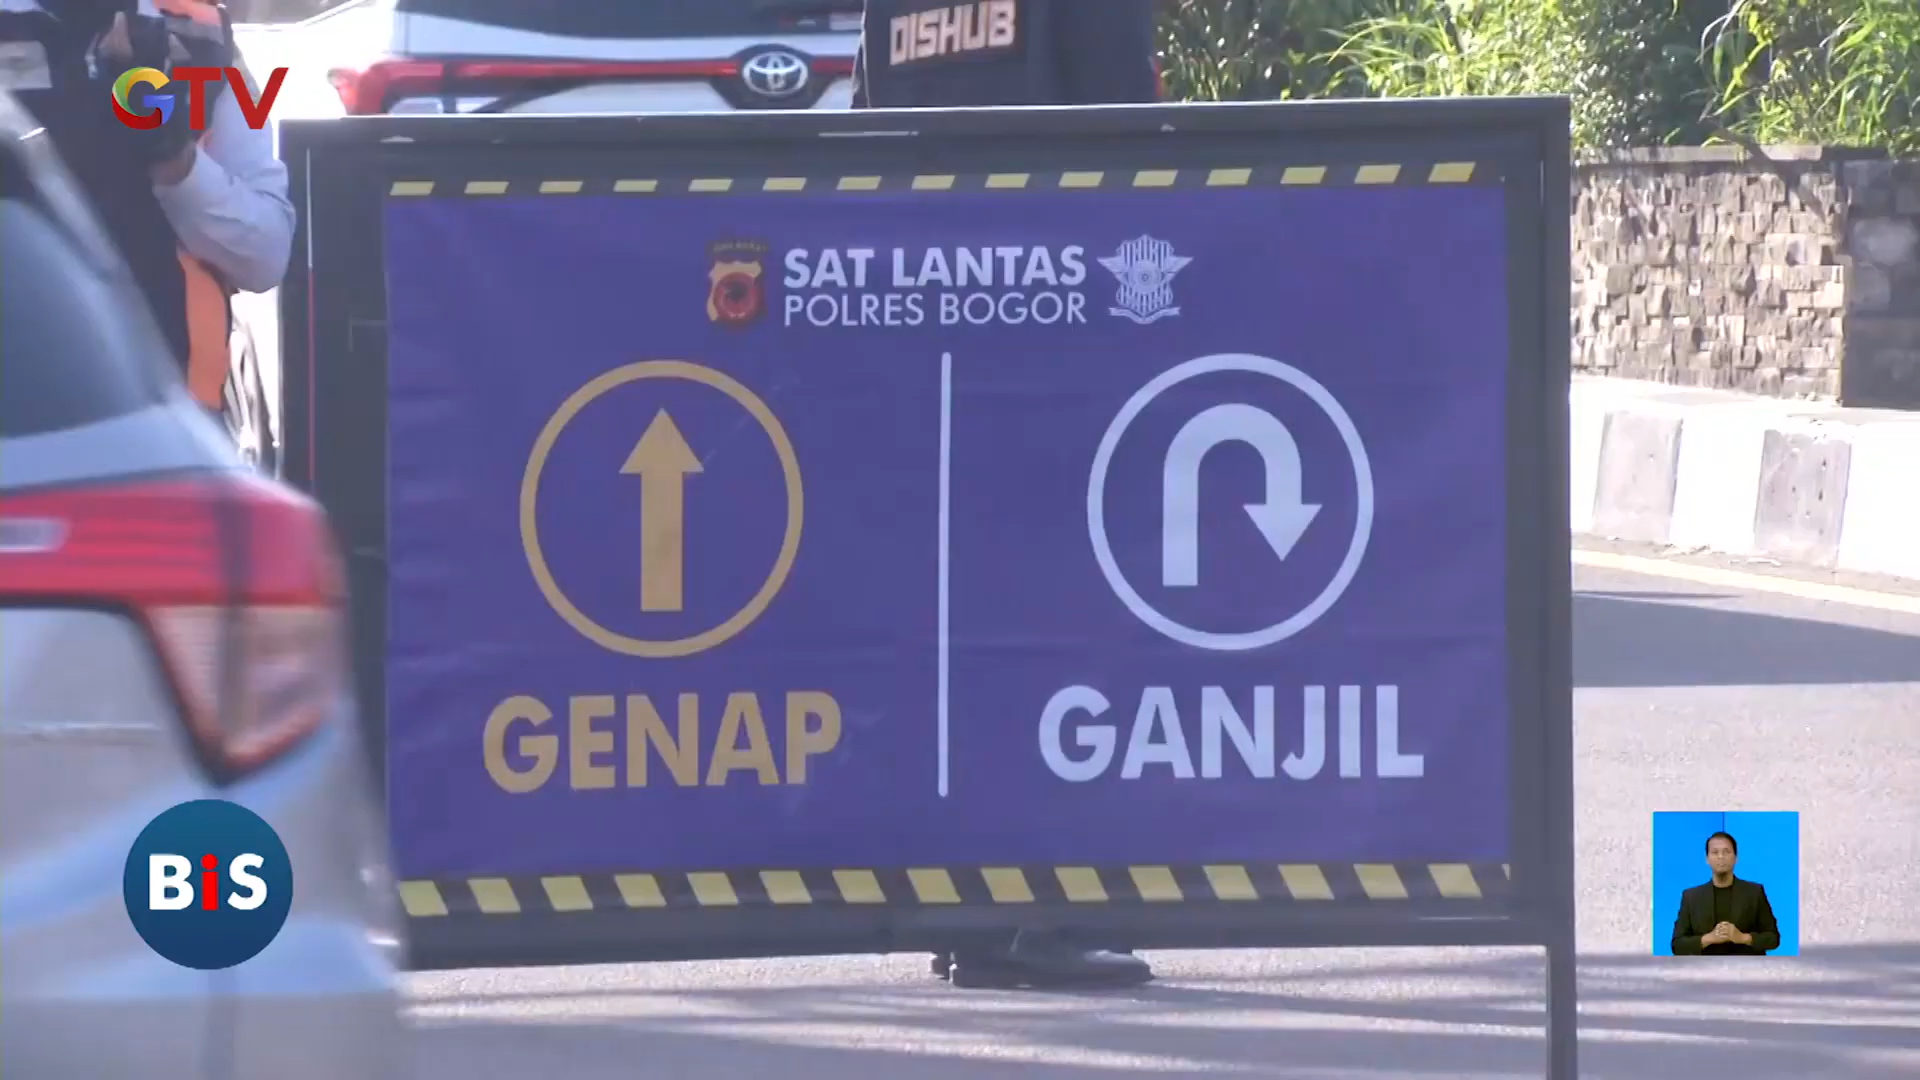 DISHUB
GTV
SAT LANTAS
POLRES BOGOR
GENAP
GANJIL
BiS